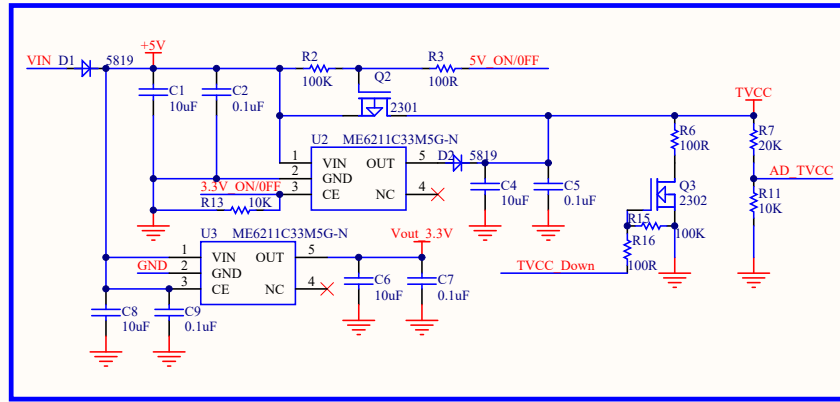 +5V
VIN D1 5819
R2
100K
R3
100R
5V_ON/0FF
Q2
2301
C1
10uF
C2
0.1uF
TVCC
R6
100R
R7
20K
U2 ME6211C33M5G-N
1 VIN OUT 5
2 GND
3 CE NC 4
D2 5819
3.3V_ON/0FF
R13 10K
C4
10uF
C5
0.1uF
Q3
2302
AD_TVCC
R11
10K
R15
100K
R16
100R
TVCC_Down
U3 ME6211C33M5G-N
1 VIN OUT 5
2 GND
3 CE NC 4
GND
Vout_3.3V
C6
10uF
C7
0.1uF
C8
10uF
C9
0.1uF